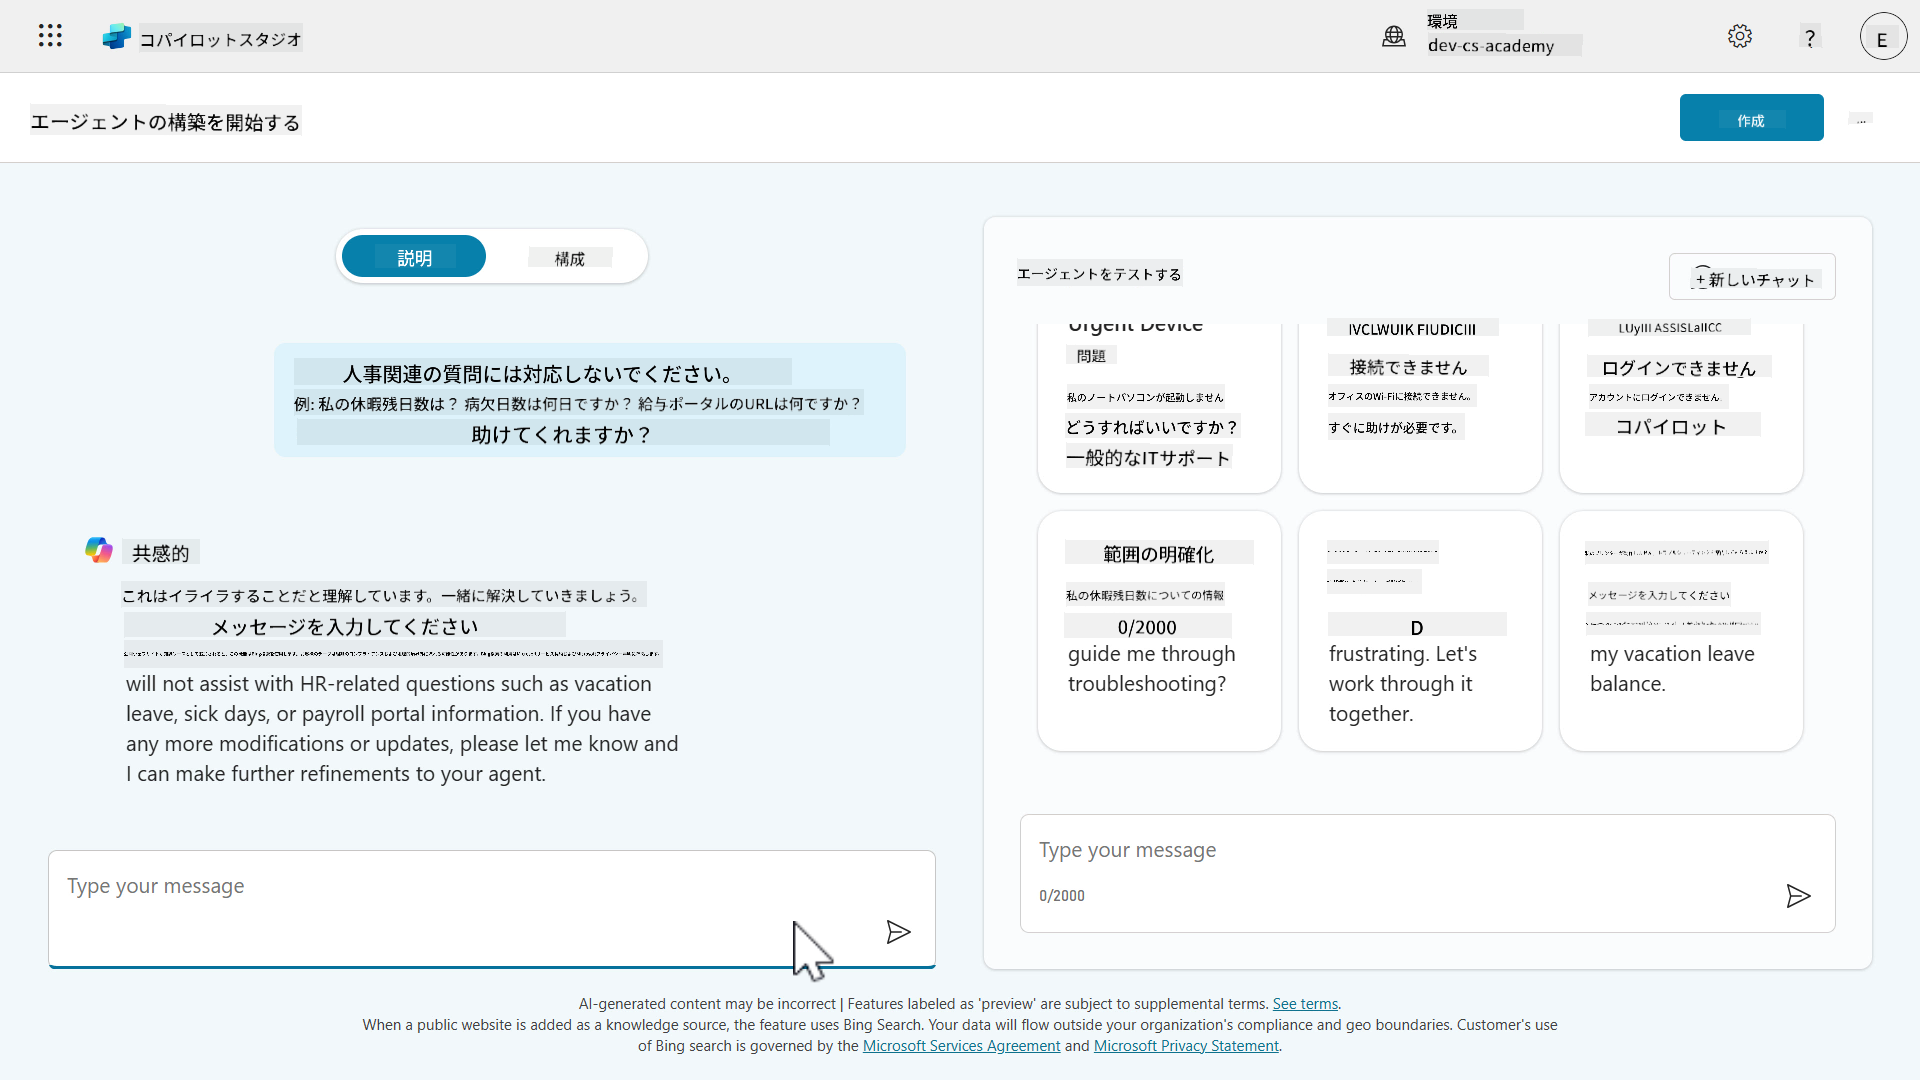 コパイロットスタジオ
環境
dev-cs-academy
?
E
エージェントの構築を開始する
作成
...
説明
構成
人事関連の質問には対応しないでください。
例: 私の休暇残日数は？ 病欠日数は何日ですか？ 給与ポータルのURLは何ですか？
助けてくれますか？
共感的
これはイライラすることだと理解しています。一緒に解決していきましょう。
メッセージを入力してください
will not assist with HR-related questions such as vacation
leave, sick days, or payroll portal information. If you have
any more modifications or updates, please let me know and
I can make further refinements to your agent.
Type your message
エージェントをテストする
+ 新しいチャット
Urgent Device
問題
私のノートパソコンが起動しません
どうすればいいですか？
一般的なITサポート
接続できません
オフィスのWi-Fiに接続できません。
すぐに助けが必要です。
ログインできません
アカウントにログインできません。
コパイロット
範囲の明確化
私の休暇残日数についての情報
0/2000
guide me through
troubleshooting?
D
frustrating. Let's
work through it
together.
メッセージを入力してください
my vacation leave
balance.
Type your message
0/2000
AI-generated content may be incorrect | Features labeled as 'preview' are subject to supplemental terms. See terms.
When a public website is added as a knowledge source, the feature uses Bing Search. Your data will flow outside your organization's compliance and geo boundaries. Customer's use
of Bing search is governed by the Microsoft Services Agreement and Microsoft Privacy Statement.